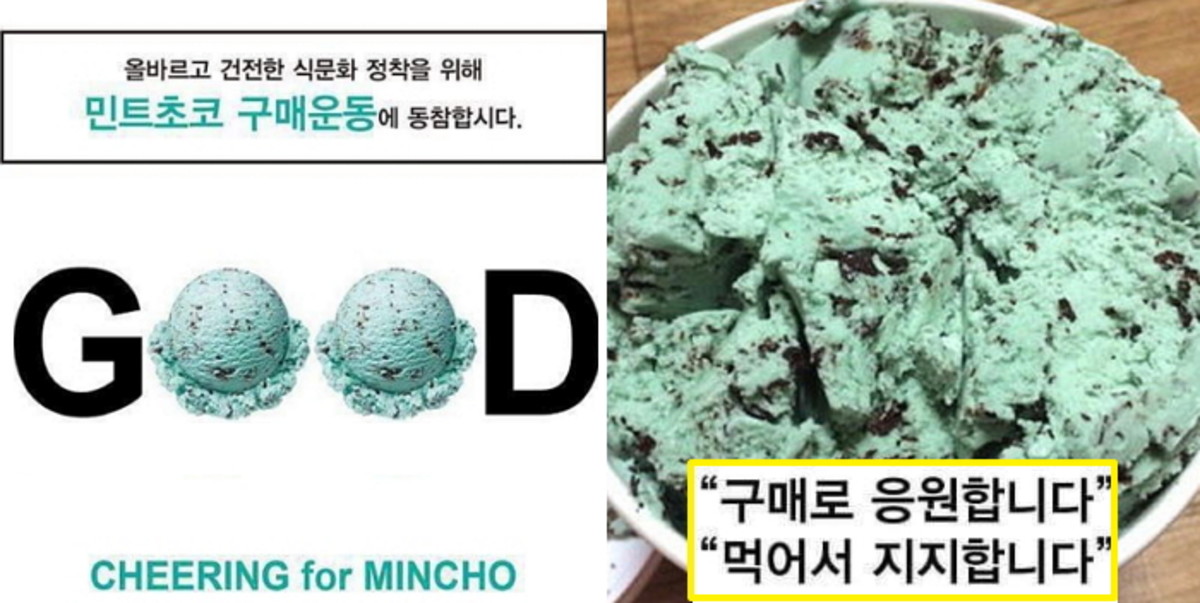 올바르고 건전한 식문화 정착을 위해
민트초코 구매운동에 동참합시다.
G D
CHEERING for MINCHO
“구매로 응원합니다”
“먹어서 지지합니다”